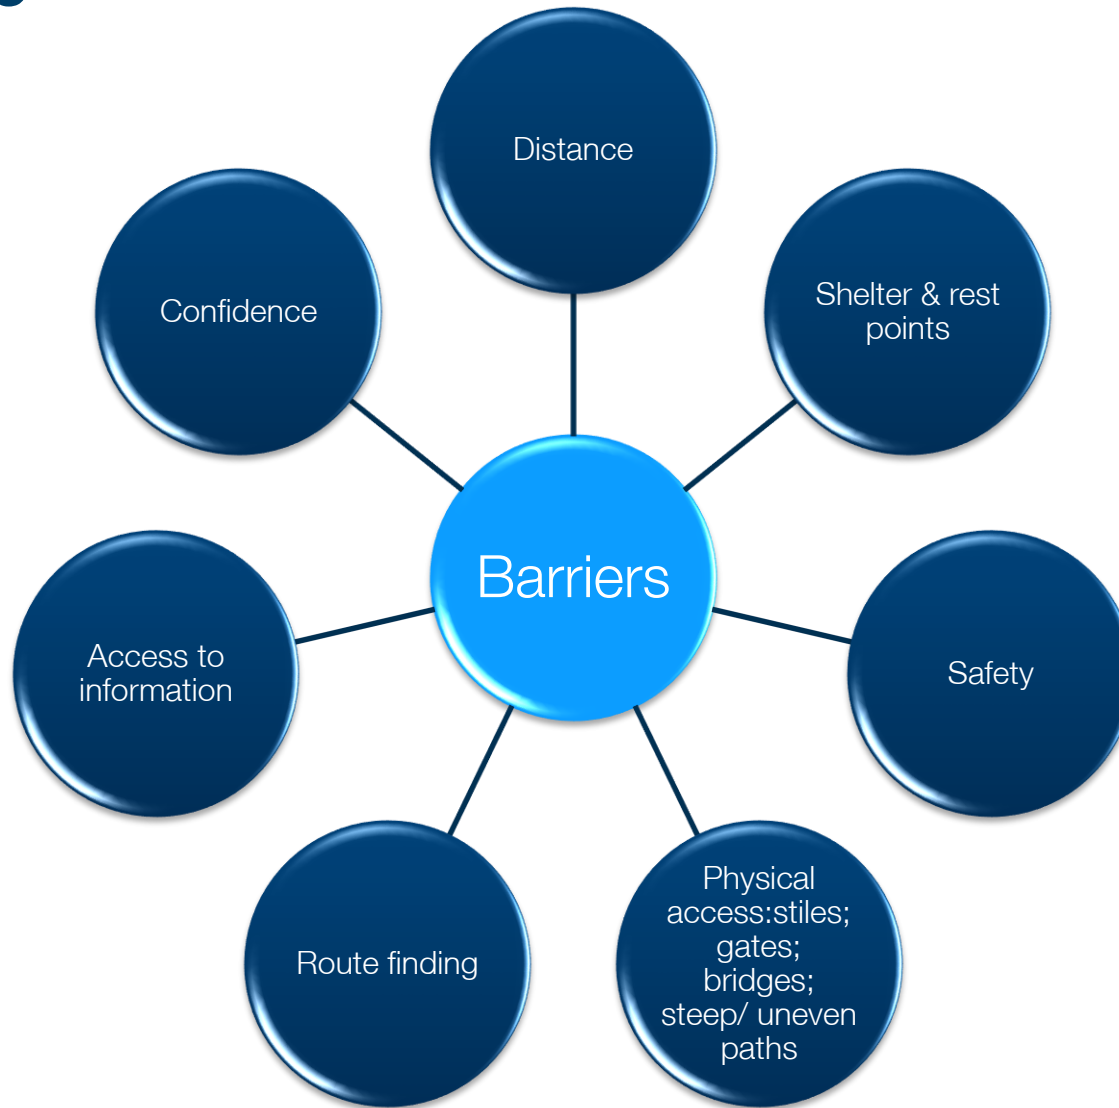 Distance
Shelter & rest
points
Confidence
Barriers
Safety
Access to
information
Physical
access:stiles;
gates;
bridges;
steep/ uneven
paths
Route finding